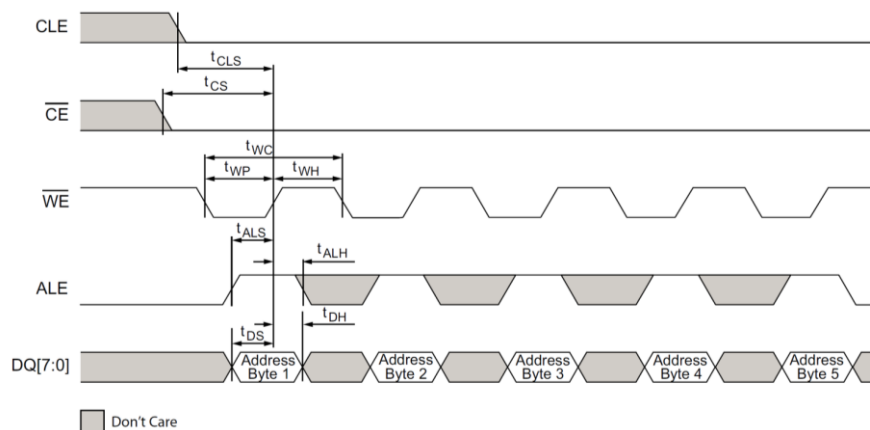 CLE
tCLS
tCS
CE
tWC
tWP
tWH
WE
tALS
tALH
ALE
tDS
tDH
DQ[7:0]
Address
Byte 1
Address
Byte 2
Address
Byte 3
Address
Byte 4
Address
Byte 5
Don't Care